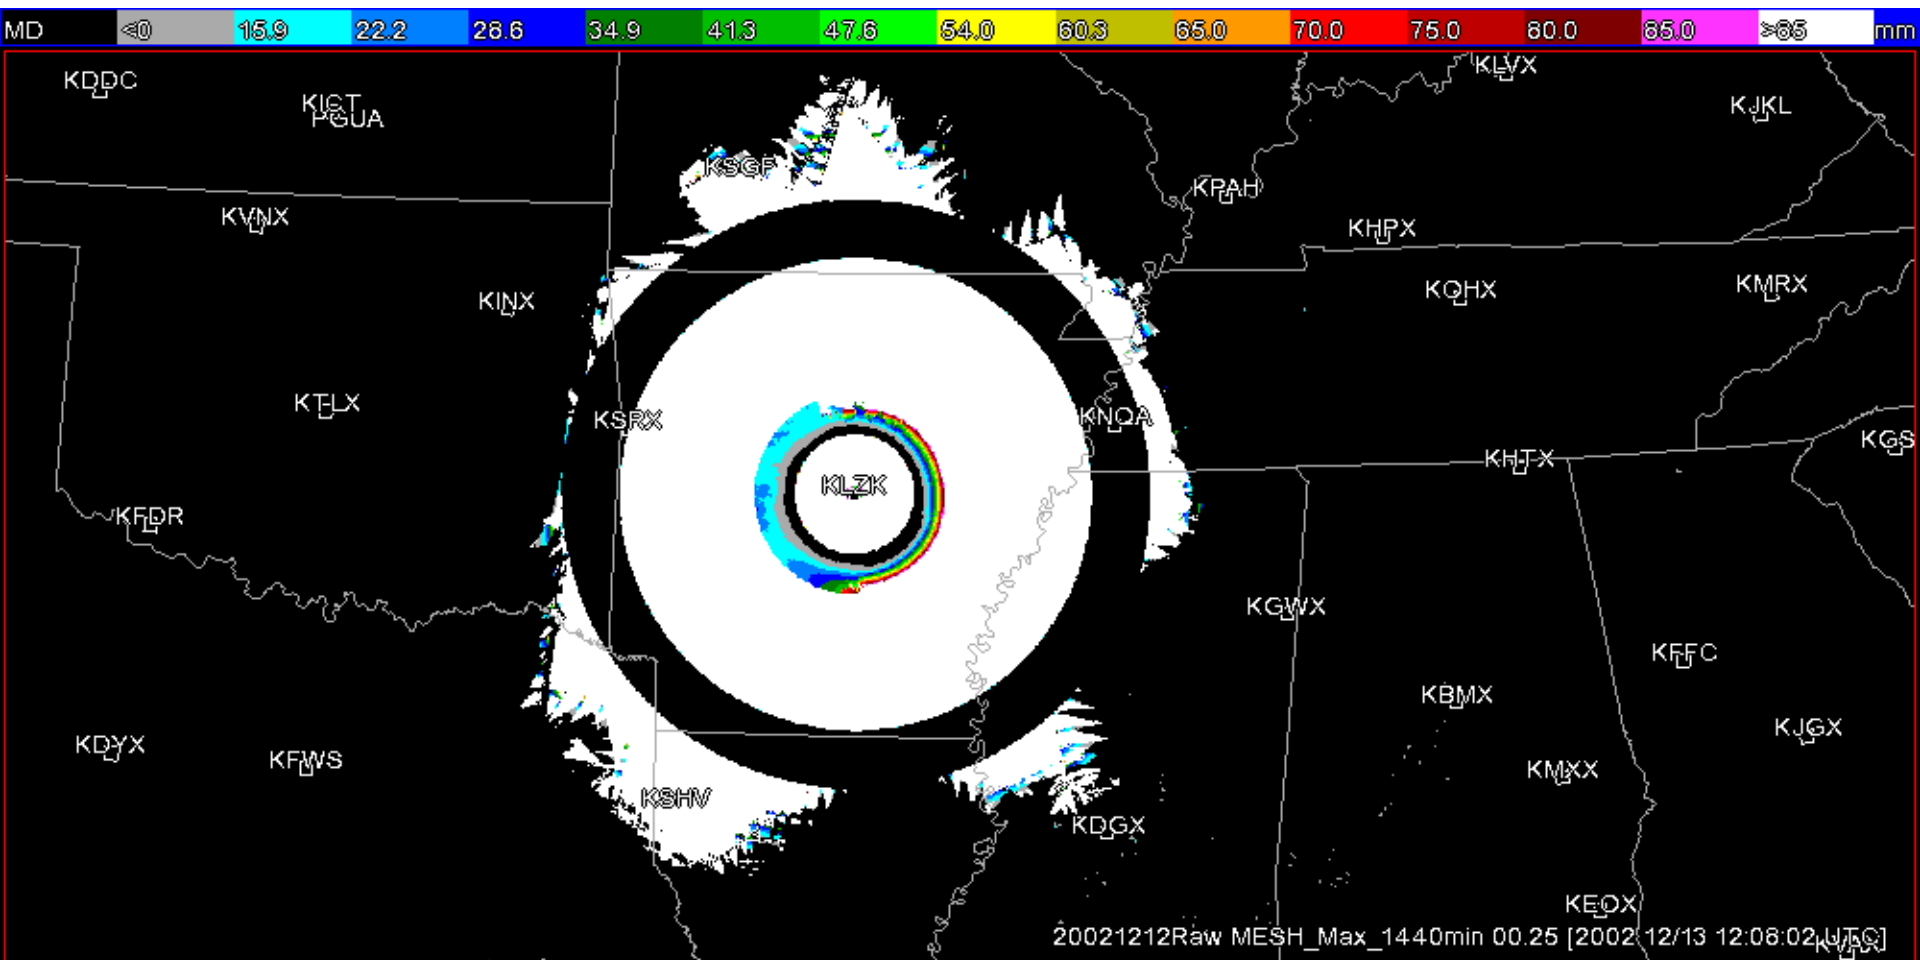 MD <0 15.9 22.2 28.6 34.9 41.3 47.6 54.0 60.3 65.0 70.0 75.0 80.0 85.0 >85 mm
KDDC
KICT
PGUA
KLVX
KJKL
KSGF
KPAH
KVNX
KHPX
KINX
KOHX
KMRX
KTLX
KSRX
KNQA
KGS
KHTX
KLZK
KFDR
KGWX
KFFC
KBMX
KJGX
KDYX
KFWS
KMXX
KSHV
KDGX
KEOX
20021212Raw MESH_Max_1440min 00.25 [2002/12/13 12:08:02 UTC]